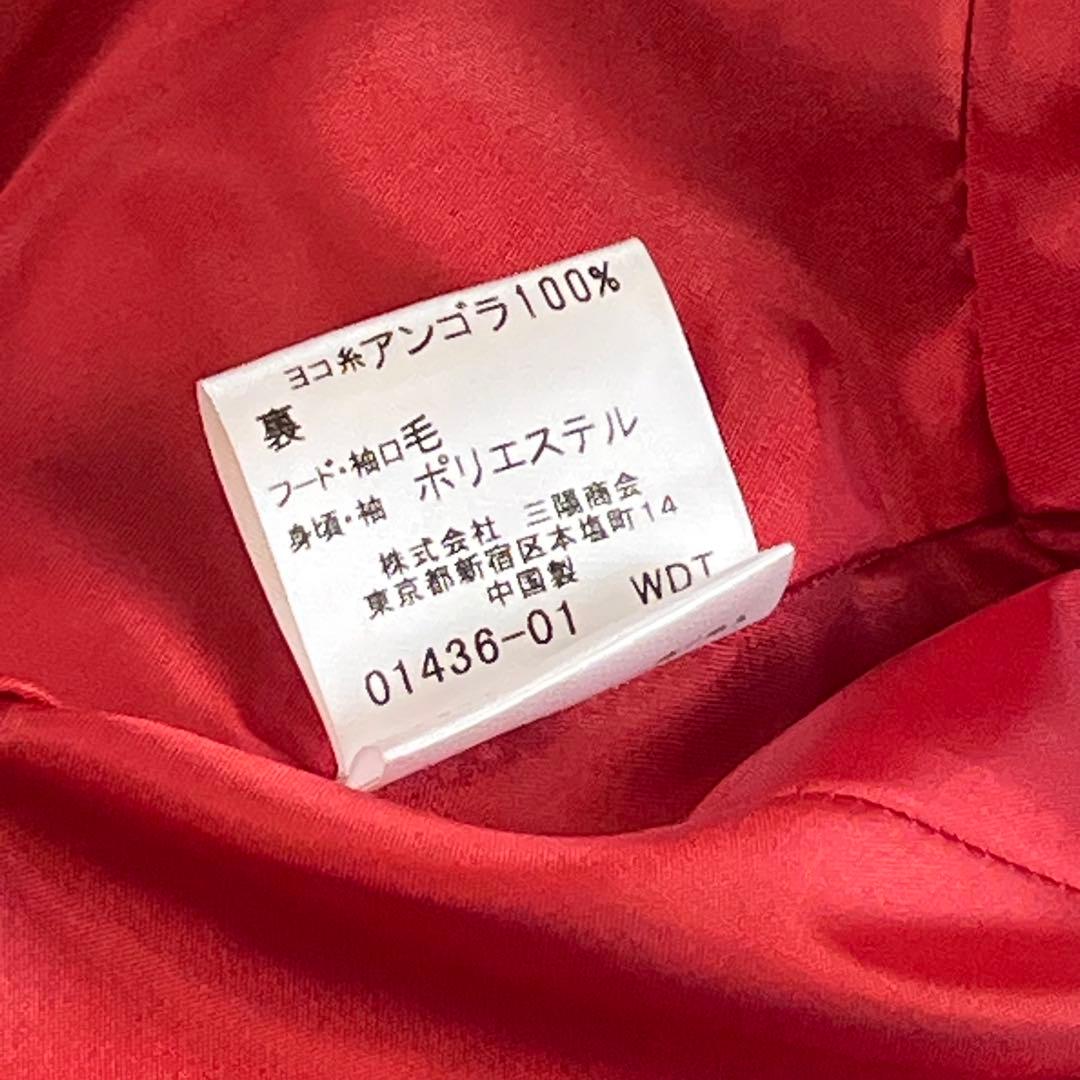 ヨコ糸アンゴラ100%
裏
フード・袖口毛
身頃・袖 ポリエステル
株式会社 三陽商会
東京都新宿区本塩町14
中国製
01436-01 WDT